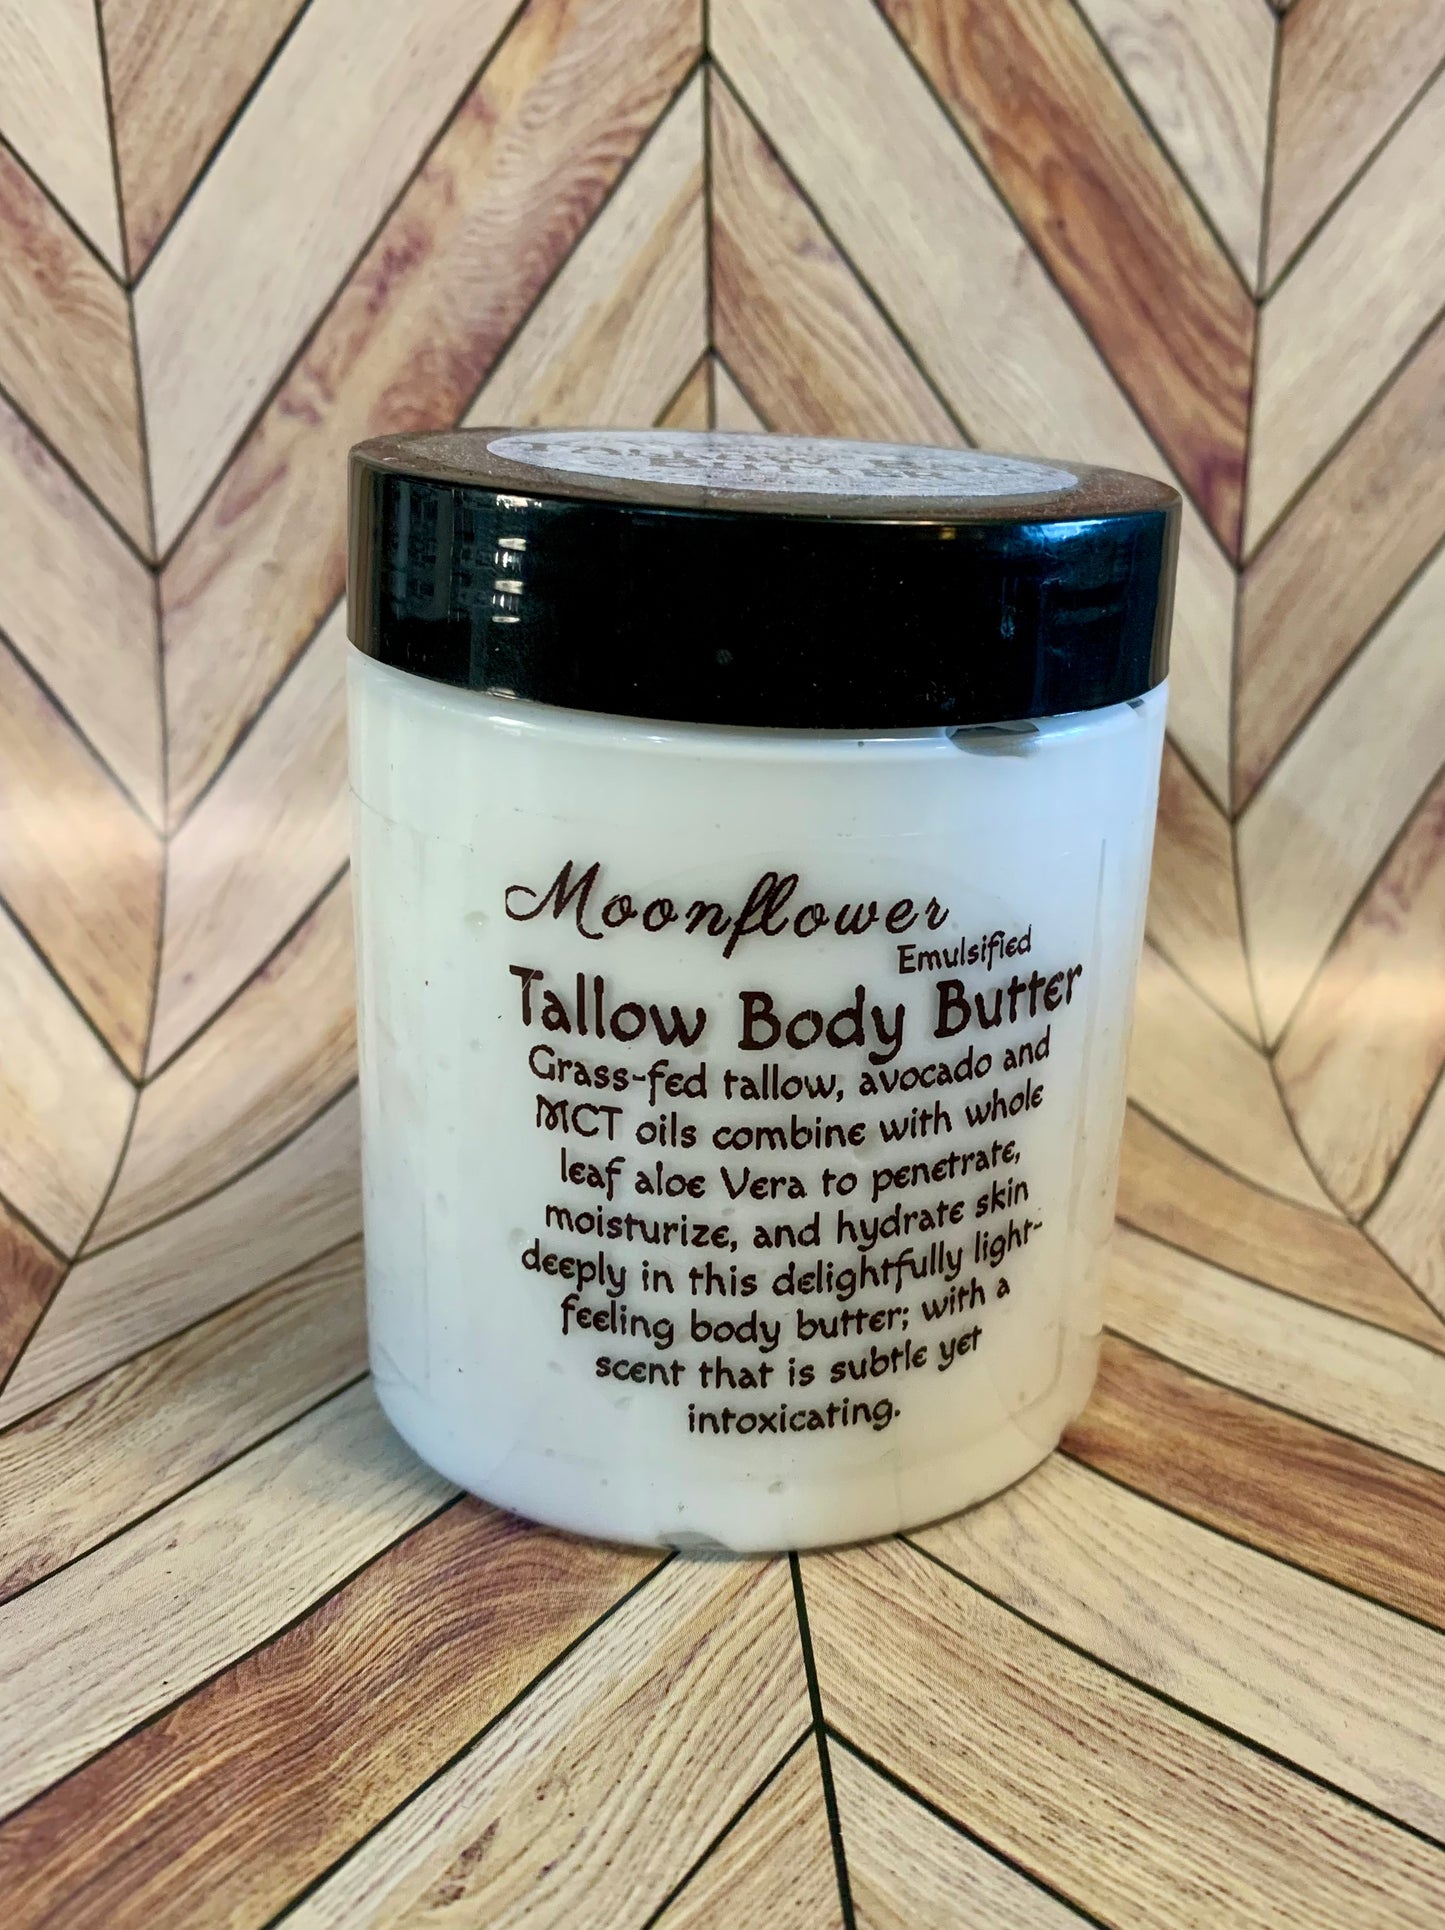 Moonflower
Emulsified
Tallow Body Butter
Grass-fed tallow, avocado and
MCT oils combine with whole
leaf aloe Vera to penetrate,
moisturize, and hydrate skin
deeply in this delightfully light-
feeling body butter; with a
scent that is subtle yet
intoxicating.